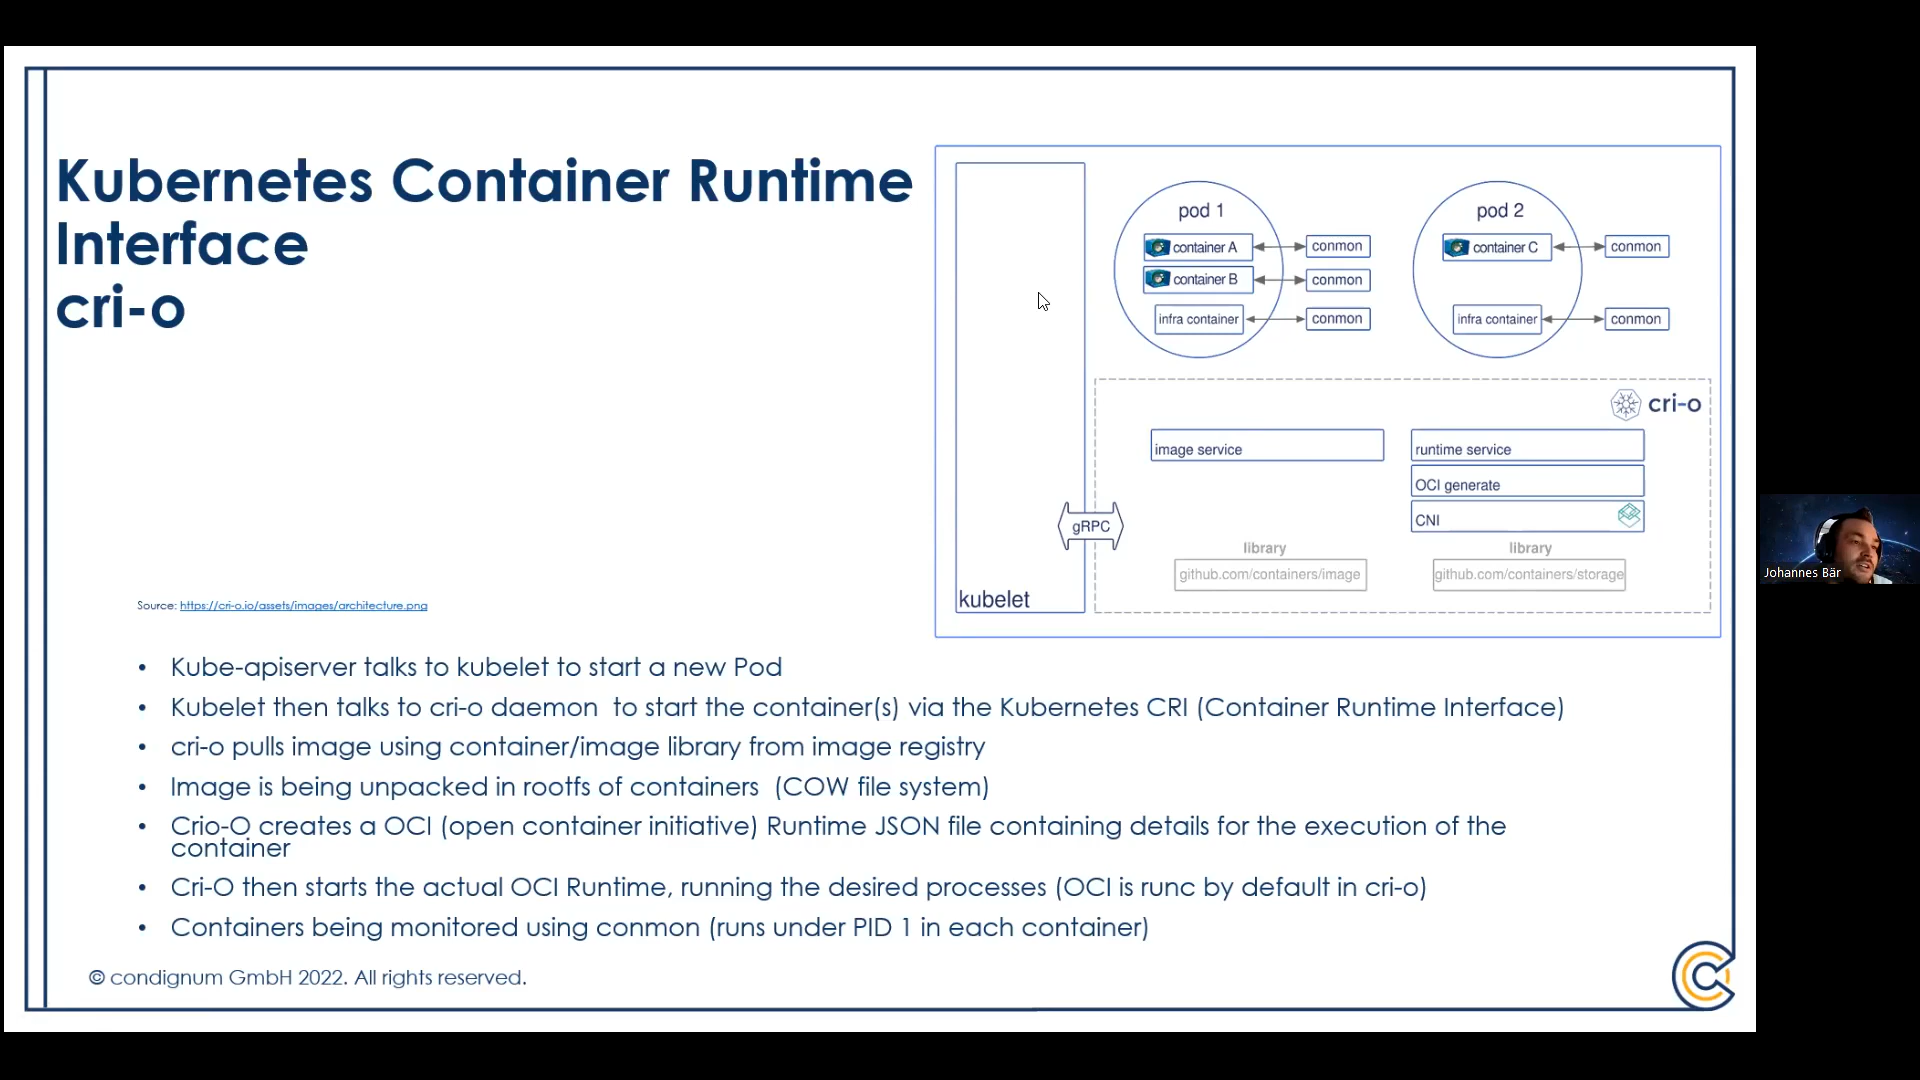 Kubernetes Container Runtime
Interface
cri-o
pod 1
container A
conmon
container B
conmon
infra container
conmon
pod 2
container C
conmon
infra container
conmon
cri-o
image service
runtime service
OCI generate
CNI
gRPC
library
github.com/containers/image
library
github.com/containers/storage
kubelet
Source: https://cri-o.io/assets/images/architecture.png
• Kube-apiserver talks to kubelet to start a new Pod
• Kubelet then talks to cri-o daemon  to start the container(s) via the Kubernetes CRI (Container Runtime Interface)
• cri-o pulls image using container/image library from image registry
• Image is being unpacked in rootfs of containers  (COW file system)
• Crio-O creates a OCI (open container initiative) Runtime JSON file containing details for the execution of the
container
• Cri-O then starts the actual OCI Runtime, running the desired processes (OCI is runc by default in cri-o)
• Containers being monitored using conmon (runs under PID 1 in each container)
© condignum GmbH 2022. All rights reserved.
Johannes Bär